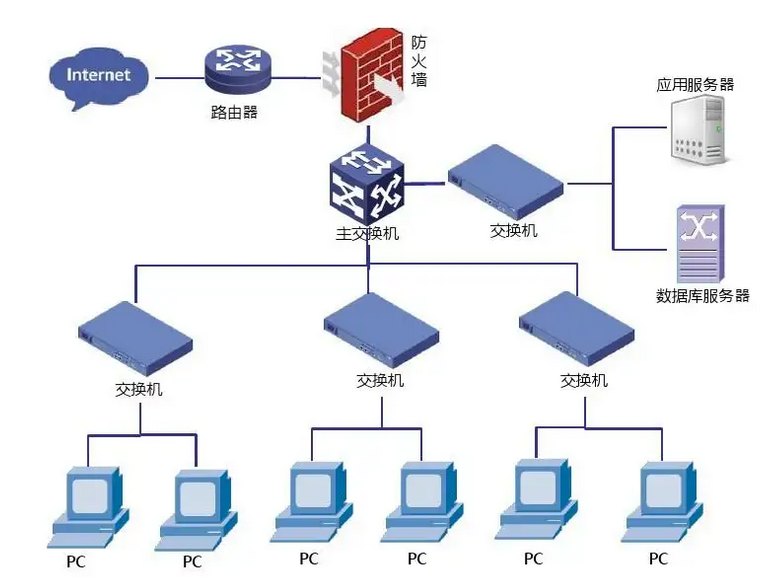 Internet
路由器
防火墙
应用服务器
主交换机
交换机
数据库服务器
交换机
交换机
交换机
PC
PC
PC
PC
PC
PC